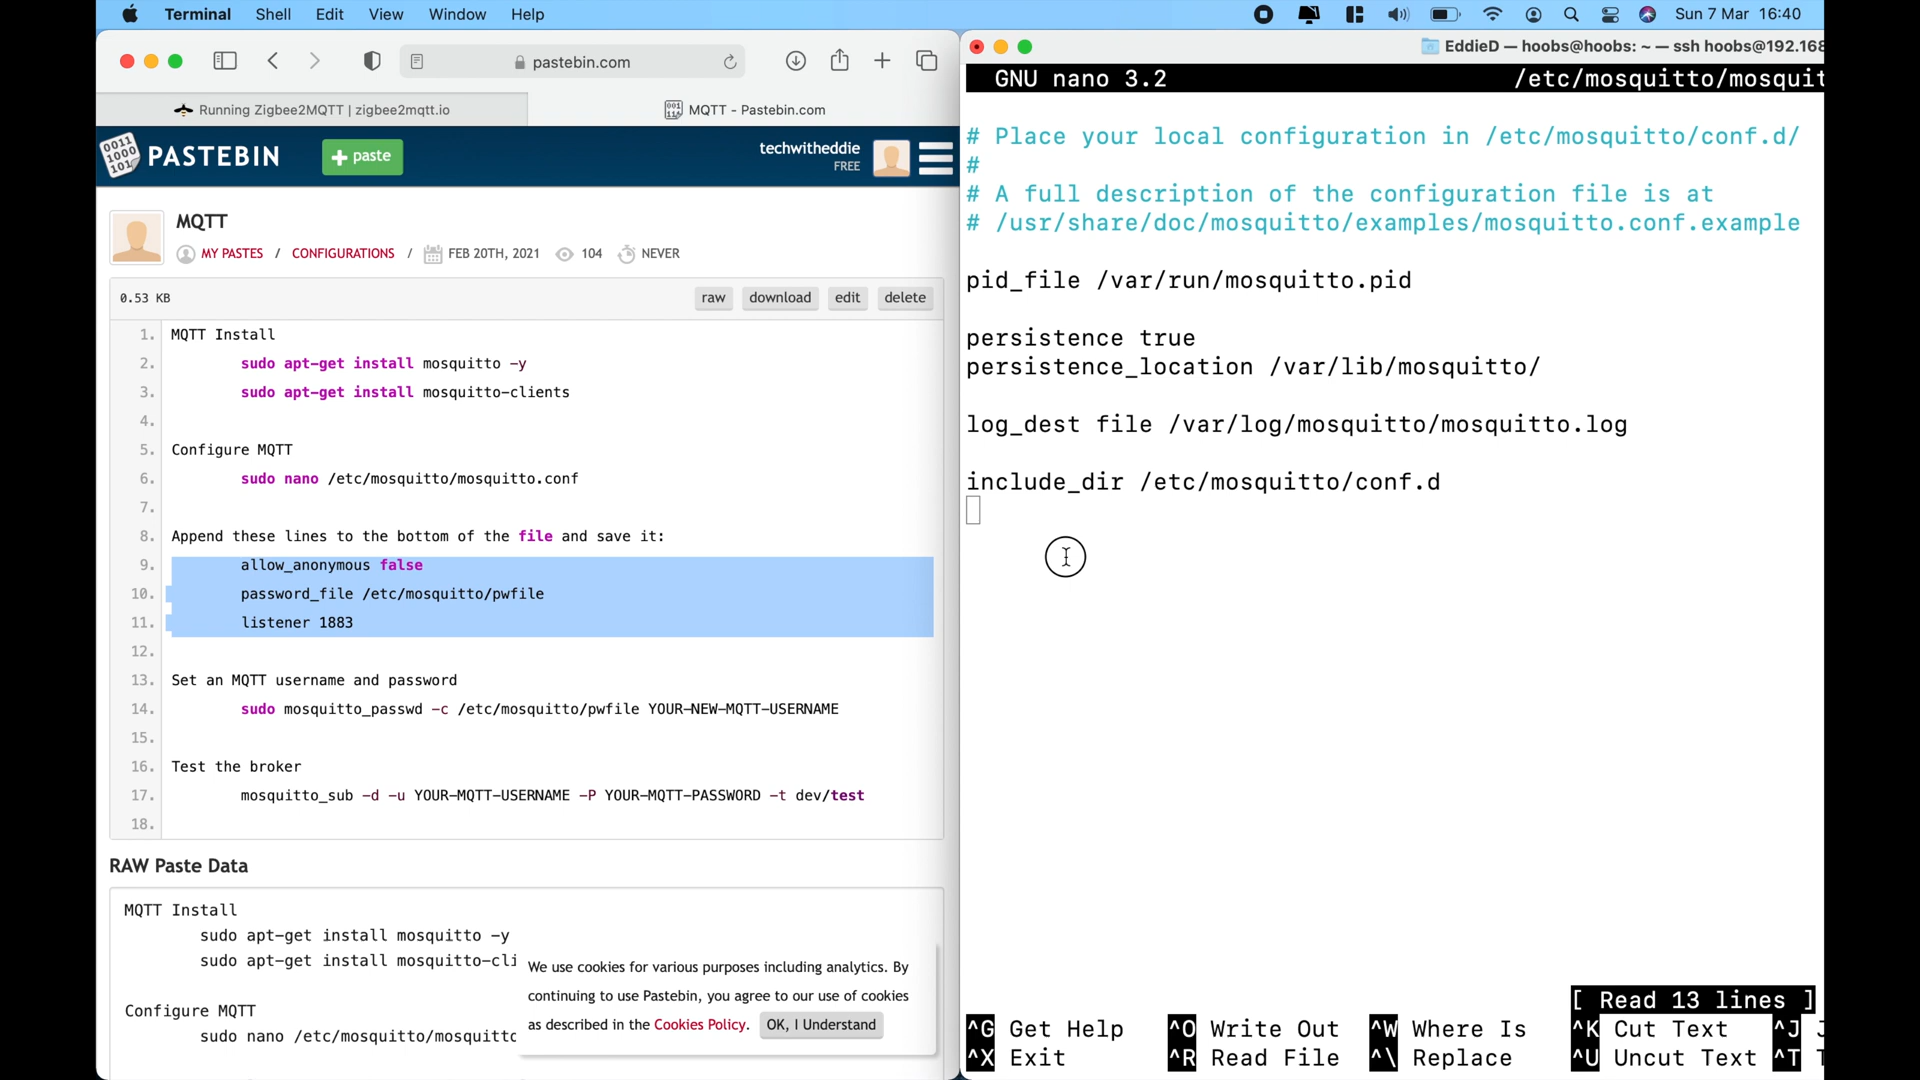 Terminal Shell Edit View Window Help Sun 7 Mar 16:40
pastebin.com
Running Zigbee2MQTT | zigbee2mqtt.io MQTT - Pastebin.com
PASTEBIN + paste techwitheddie
FREE
MQTT
MY PASTES / CONFIGURATIONS / FEB 20TH, 2021 104 NEVER
0.53 KB raw download edit delete
1. MQTT Install
2. sudo apt-get install mosquitto -y
3. sudo apt-get install mosquitto-clients
4.
5. Configure MQTT
6. sudo nano /etc/mosquitto/mosquitto.conf
7.
8. Append these lines to the bottom of the file and save it:
9. allow_anonymous false
10. password_file /etc/mosquitto/pwfile
11. listener 1883
12.
13. Set an MQTT username and password
14. sudo mosquitto_passwd -c /etc/mosquitto/pwfile YOUR-NEW-MQTT-USERNAME
15.
16. Test the broker
17. mosquitto_sub -d -u YOUR-MQTT-USERNAME -P YOUR-MQTT-PASSWORD -t dev/test
18.
RAW Paste Data
MQTT Install
sudo apt-get install mosquitto -y
sudo apt-get install mosquitto-cli
Configure MQTT
sudo nano /etc/mosquitto/mosquitto
We use cookies for various purposes including analytics. By
continuing to use Pastebin, you agree to our use of cookies
as described in the Cookies Policy. OK, I Understand
EddieD — hoobs@hoobs: ~ — ssh hoobs@192.168
GNU nano 3.2 /etc/mosquitto/mosquit
# Place your local configuration in /etc/mosquitto/conf.d/
#
# A full description of the configuration file is at
# /usr/share/doc/mosquitto/examples/mosquitto.conf.example
pid_file /var/run/mosquitto.pid
persistence true
persistence_location /var/lib/mosquitto/
log_dest file /var/log/mosquitto/mosquitto.log
include_dir /etc/mosquitto/conf.d
[ Read 13 lines ]
^G Get Help ^O Write Out ^W Where Is ^K Cut Text ^J
^X Exit ^R Read File ^\ Replace ^U Uncut Text ^T